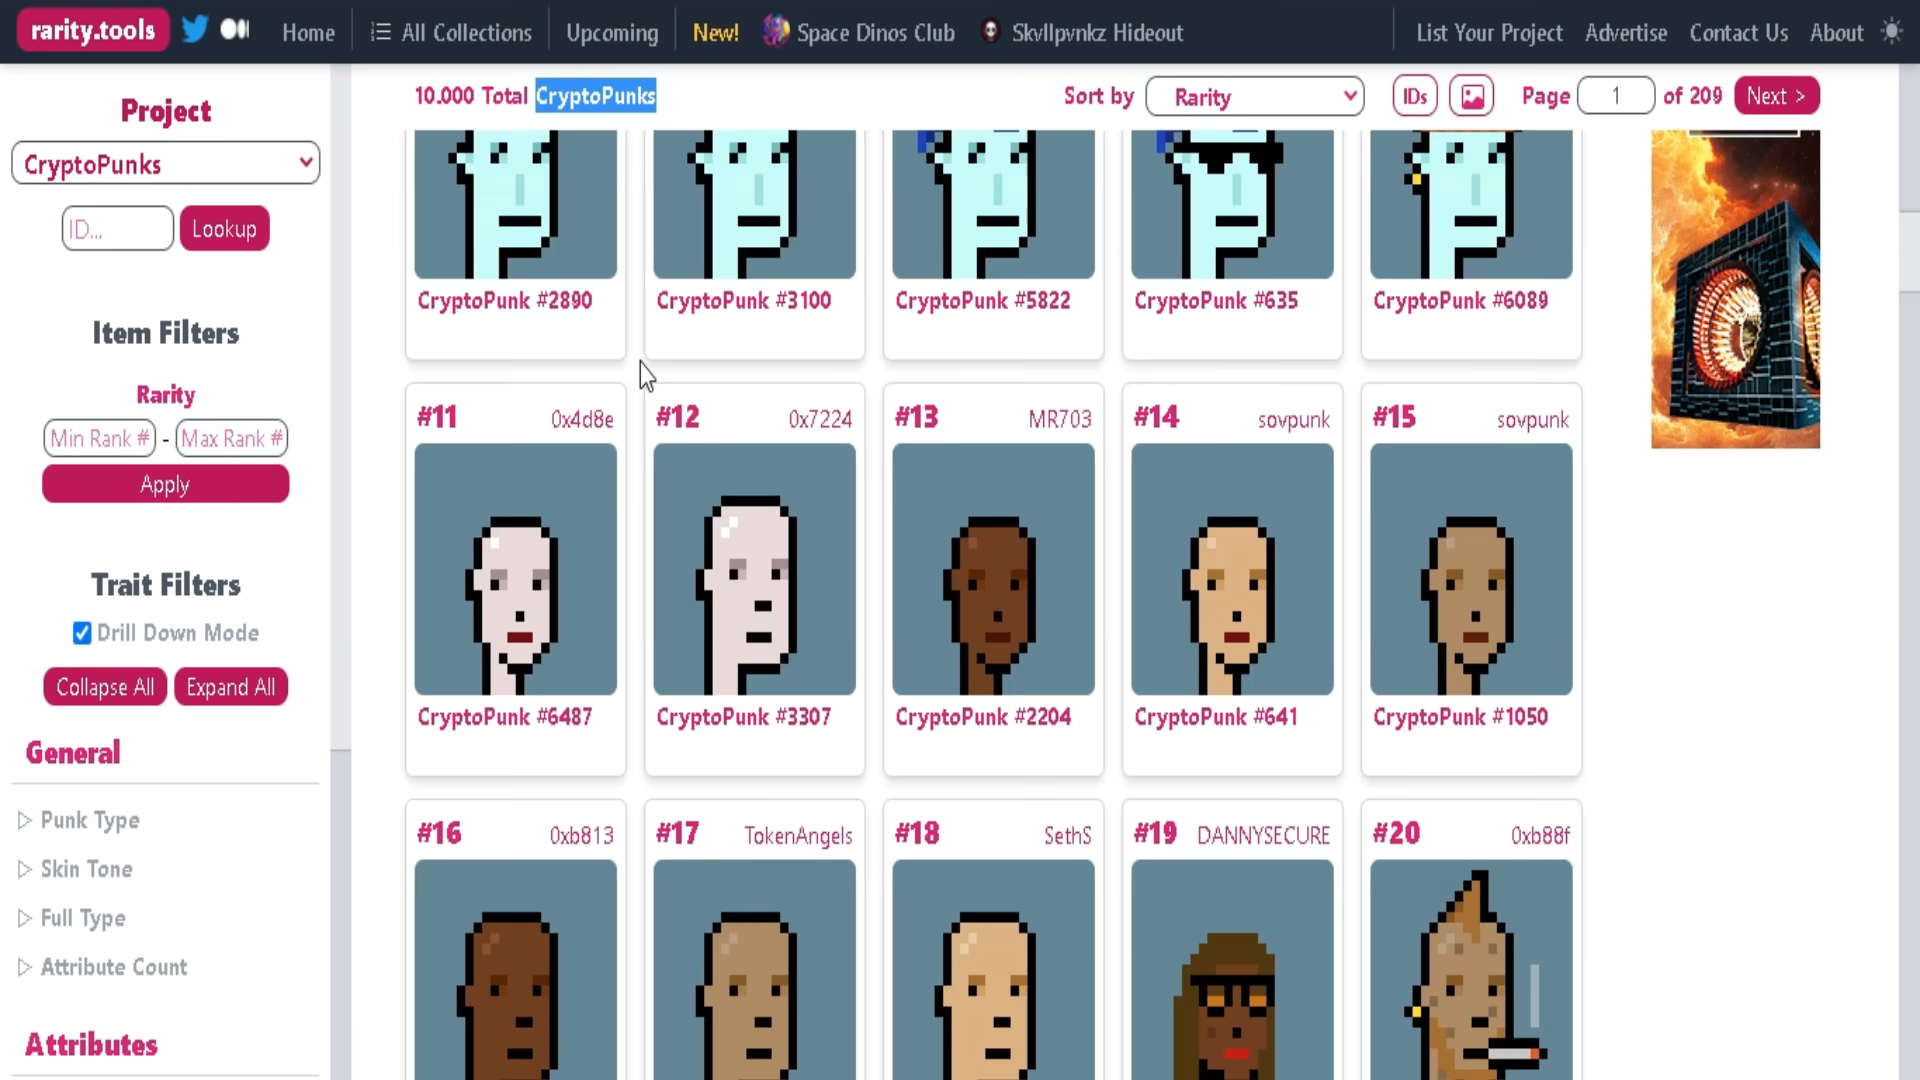 rarity.tools Home All Collections Upcoming New! Space Dinos Club Skvllpvnkz Hideout List Your Project Advertise Contact Us About
Project
CryptoPunks
ID... Lookup
Item Filters
Rarity
Min Rank # - Max Rank #
Apply
Trait Filters
Drill Down Mode
Collapse All Expand All
General
Punk Type
Skin Tone
Full Type
Attribute Count
Attributes
10.000 Total CryptoPunks Sort by Rarity IDs Page 1 of 209 Next >
CryptoPunk #2890 CryptoPunk #3100 CryptoPunk #5822 CryptoPunk #635 CryptoPunk #6089
#11 0x4d8e #12 0x7224 #13 MR703 #14 sovpunk #15 sovpunk
CryptoPunk #6487 CryptoPunk #3307 CryptoPunk #2204 CryptoPunk #641 CryptoPunk #1050
#16 0xb813 #17 TokenAngels #18 SethS #19 DANNYSECURE #20 0xb88f